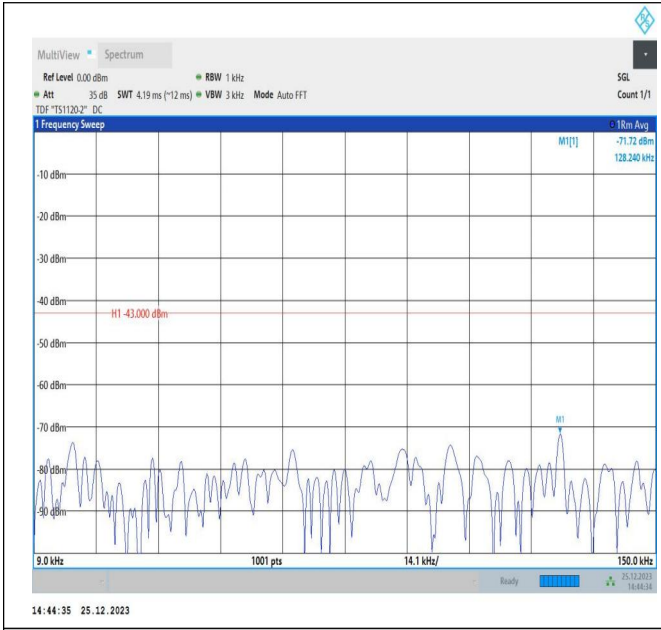 MultiView Spectrum
Ref Level 0.00 dBm RBW 1 kHz SGL
Att 35 dB SWT 4.19 ms (~12 ms) VBW 3 kHz Mode Auto FFT Count 1/1
TDF "TS1120-2" DC
1 Frequency Sweep 1Rm Avg
M1[1] -71.72 dBm
128.240 kHz
-10 dBm
-20 dBm
-30 dBm
-40 dBm
H1 -43.000 dBm
-50 dBm
-60 dBm
M1
-70 dBm
-80 dBm
-90 dBm
9.0 kHz 1001 pts 14.1 kHz/ 150.0 kHz
Ready 25.12.2023
14:44:34
14:44:35 25.12.2023